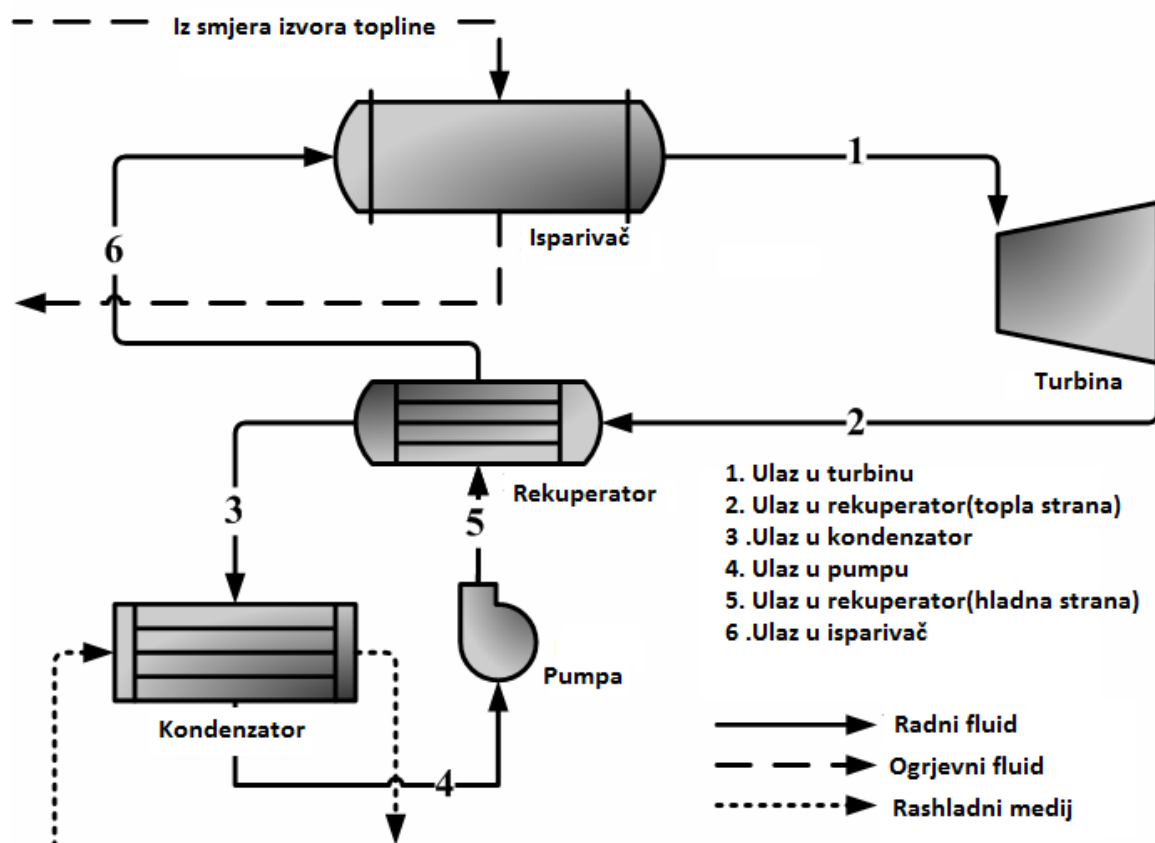 Iz smjera izvora topline
6
1
Isparivač
Turbina
2
3
Rekuperator
5
1. Ulaz u turbinu
2. Ulaz u rekuperator(topla strana)
3 .Ulaz u kondenzator
4. Ulaz u pumpu
5. Ulaz u rekuperator(hladna strana)
6 .Ulaz u isparivač
Pumpa
Kondenzator
4
Radni fluid
Ogrjevni fluid
Rashladni medij